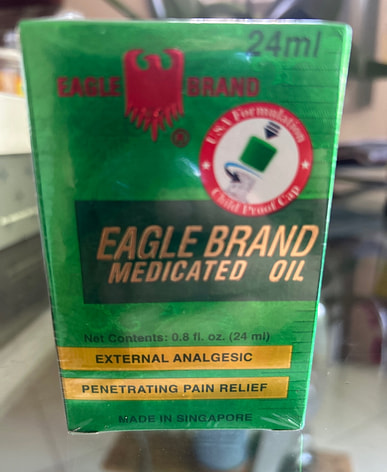 24ml
EAGLE BRAND
®
USA Formulation
Child Proof Cap
EAGLE BRAND
MEDICATED OIL
Net Contents: 0.8 fl. oz. (24 ml)
EXTERNAL ANALGESIC
PENETRATING PAIN RELIEF
MADE IN SINGAPORE